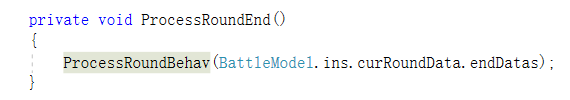 private void ProcessRoundEnd()
{
ProcessRoundBehav(BattleModel.ins.curRoundData.endDatas);
}